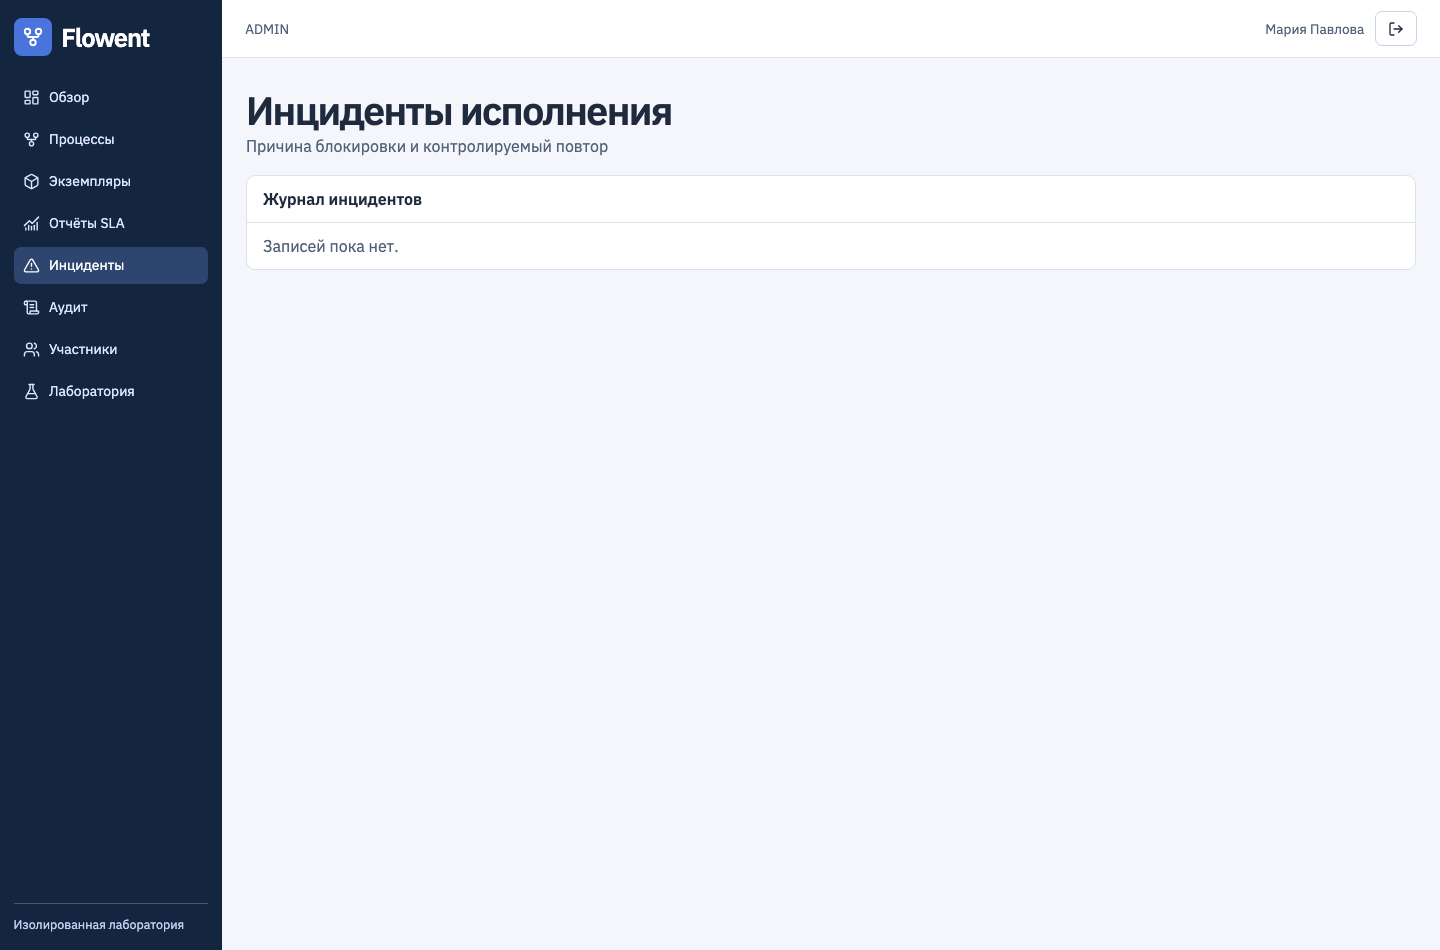 Flowent
Обзор
Процессы
Экземпляры
Отчёты SLA
Инциденты
Аудит
Участники
Лаборатория
Изолированная лаборатория
ADMIN
Мария Павлова
Инциденты исполнения
Причина блокировки и контролируемый повтор
Журнал инцидентов
Записей пока нет.